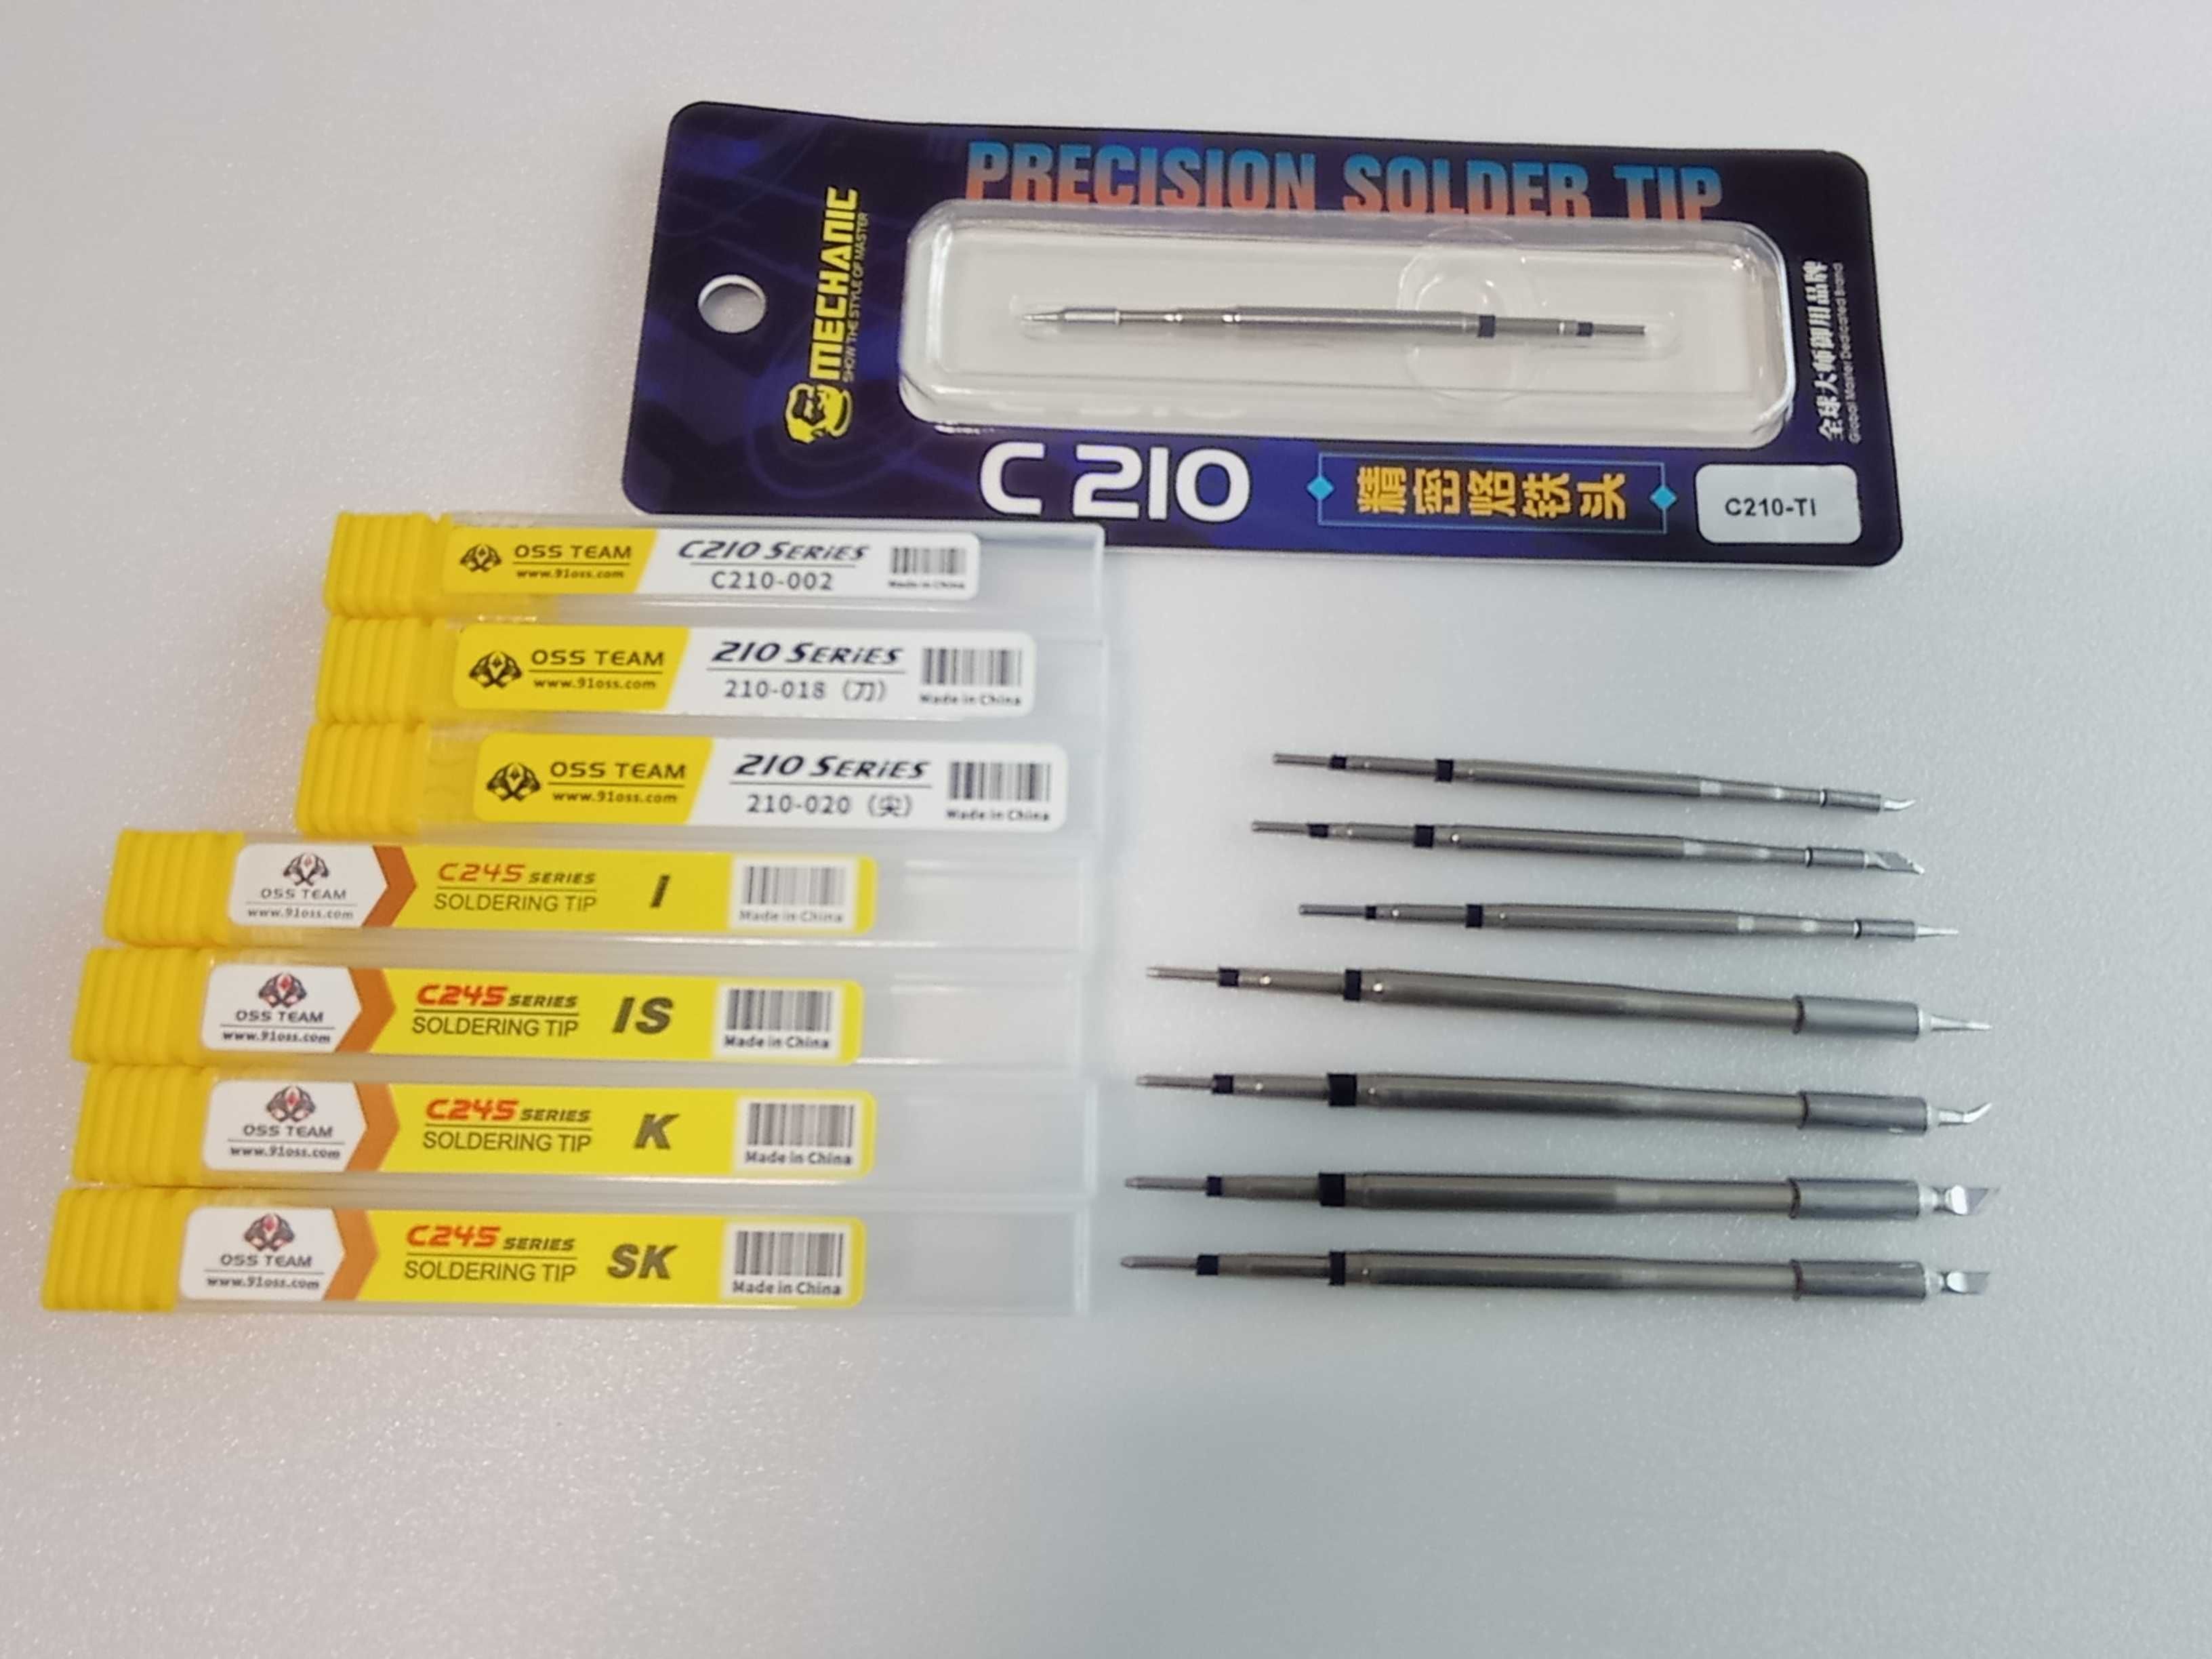 PRECISION SOLDER TIP
MECHANIC
SHOW THE STYLE OF MASTER
全球大师御用品牌
Global Master Dedicated Brand
C 210
精密烙铁头
C210-TI
OSS TEAM
www.91oss.com
C210 SERIES
C210-002
Made in China
OSS TEAM
www.91oss.com
210 SERIES
210-018（刀）
Made in China
OSS TEAM
www.91oss.com
210 SERIES
210-020（尖）
Made in China
OSS TEAM
www.91oss.com
C245 SERIES
SOLDERING TIP
I
Made in China
OSS TEAM
www.91oss.com
C245 SERIES
SOLDERING TIP
IS
Made in China
OSS TEAM
www.91oss.com
C245 SERIES
SOLDERING TIP
K
Made in China
OSS TEAM
www.91oss.com
C245 SERIES
SOLDERING TIP
SK
Made in China